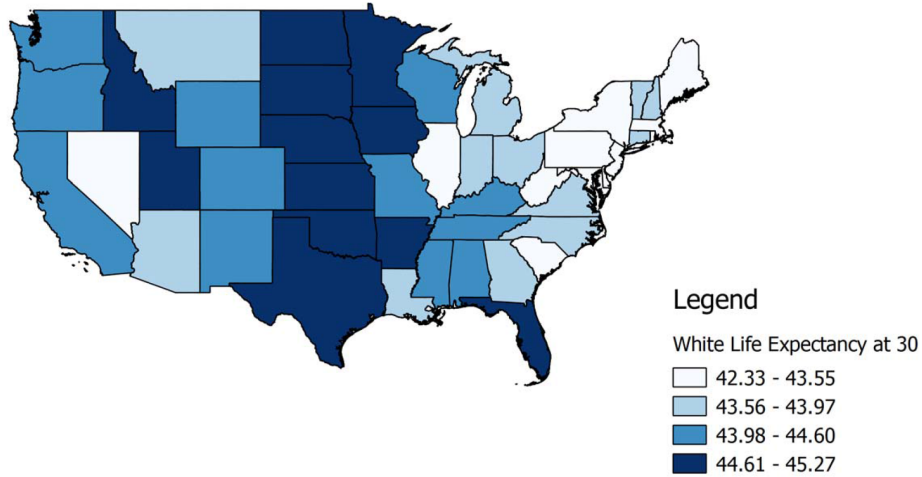 Legend
White Life Expectancy at 30
42.33 - 43.55
43.56 - 43.97
43.98 - 44.60
44.61 - 45.27